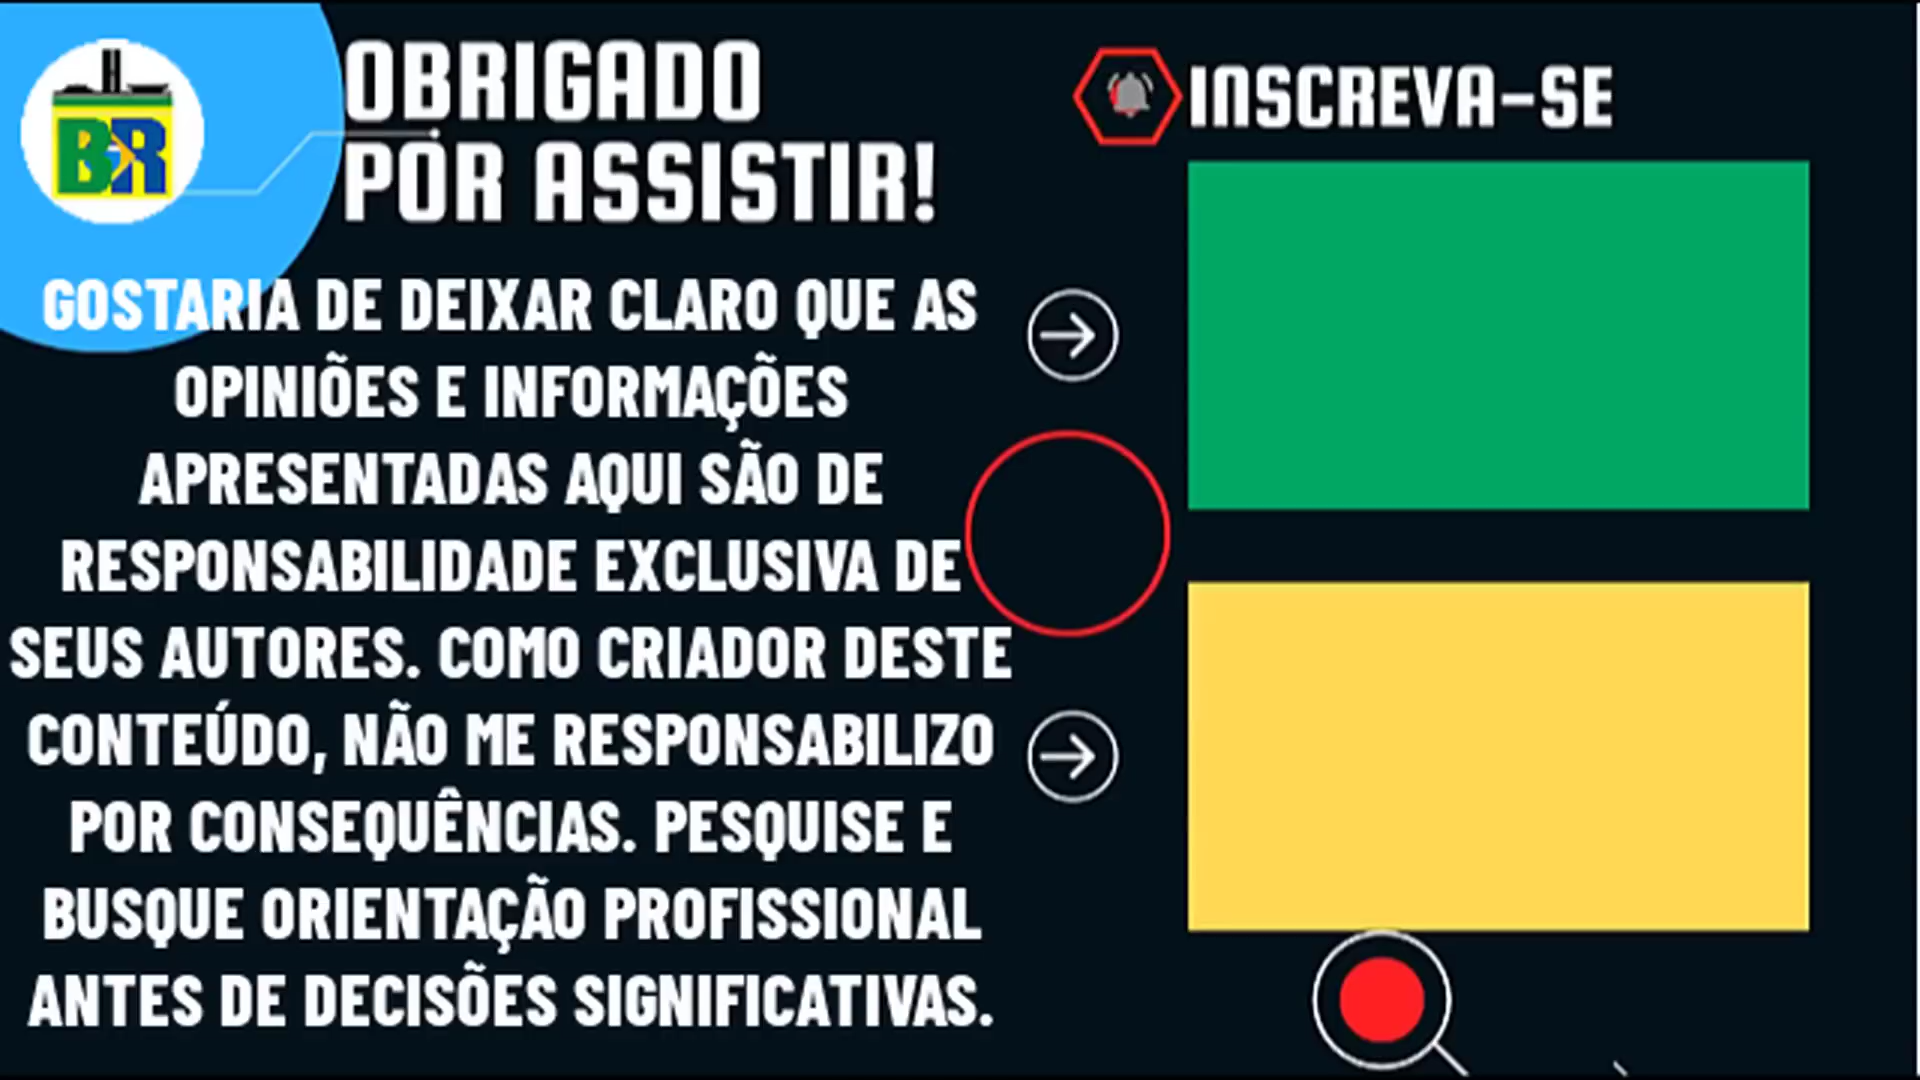 BR
OBRIGADO
POR ASSISTIR!
INSCREVA-SE
GOSTARIA DE DEIXAR CLARO QUE AS
OPINIÕES E INFORMAÇÕES
APRESENTADAS AQUI SÃO DE
RESPONSABILIDADE EXCLUSIVA DE
SEUS AUTORES. COMO CRIADOR DESTE
CONTEÚDO, NÃO ME RESPONSABILIZO
POR CONSEQUÊNCIAS. PESQUISE E
BUSQUE ORIENTAÇÃO PROFISSIONAL
ANTES DE DECISÕES SIGNIFICATIVAS.